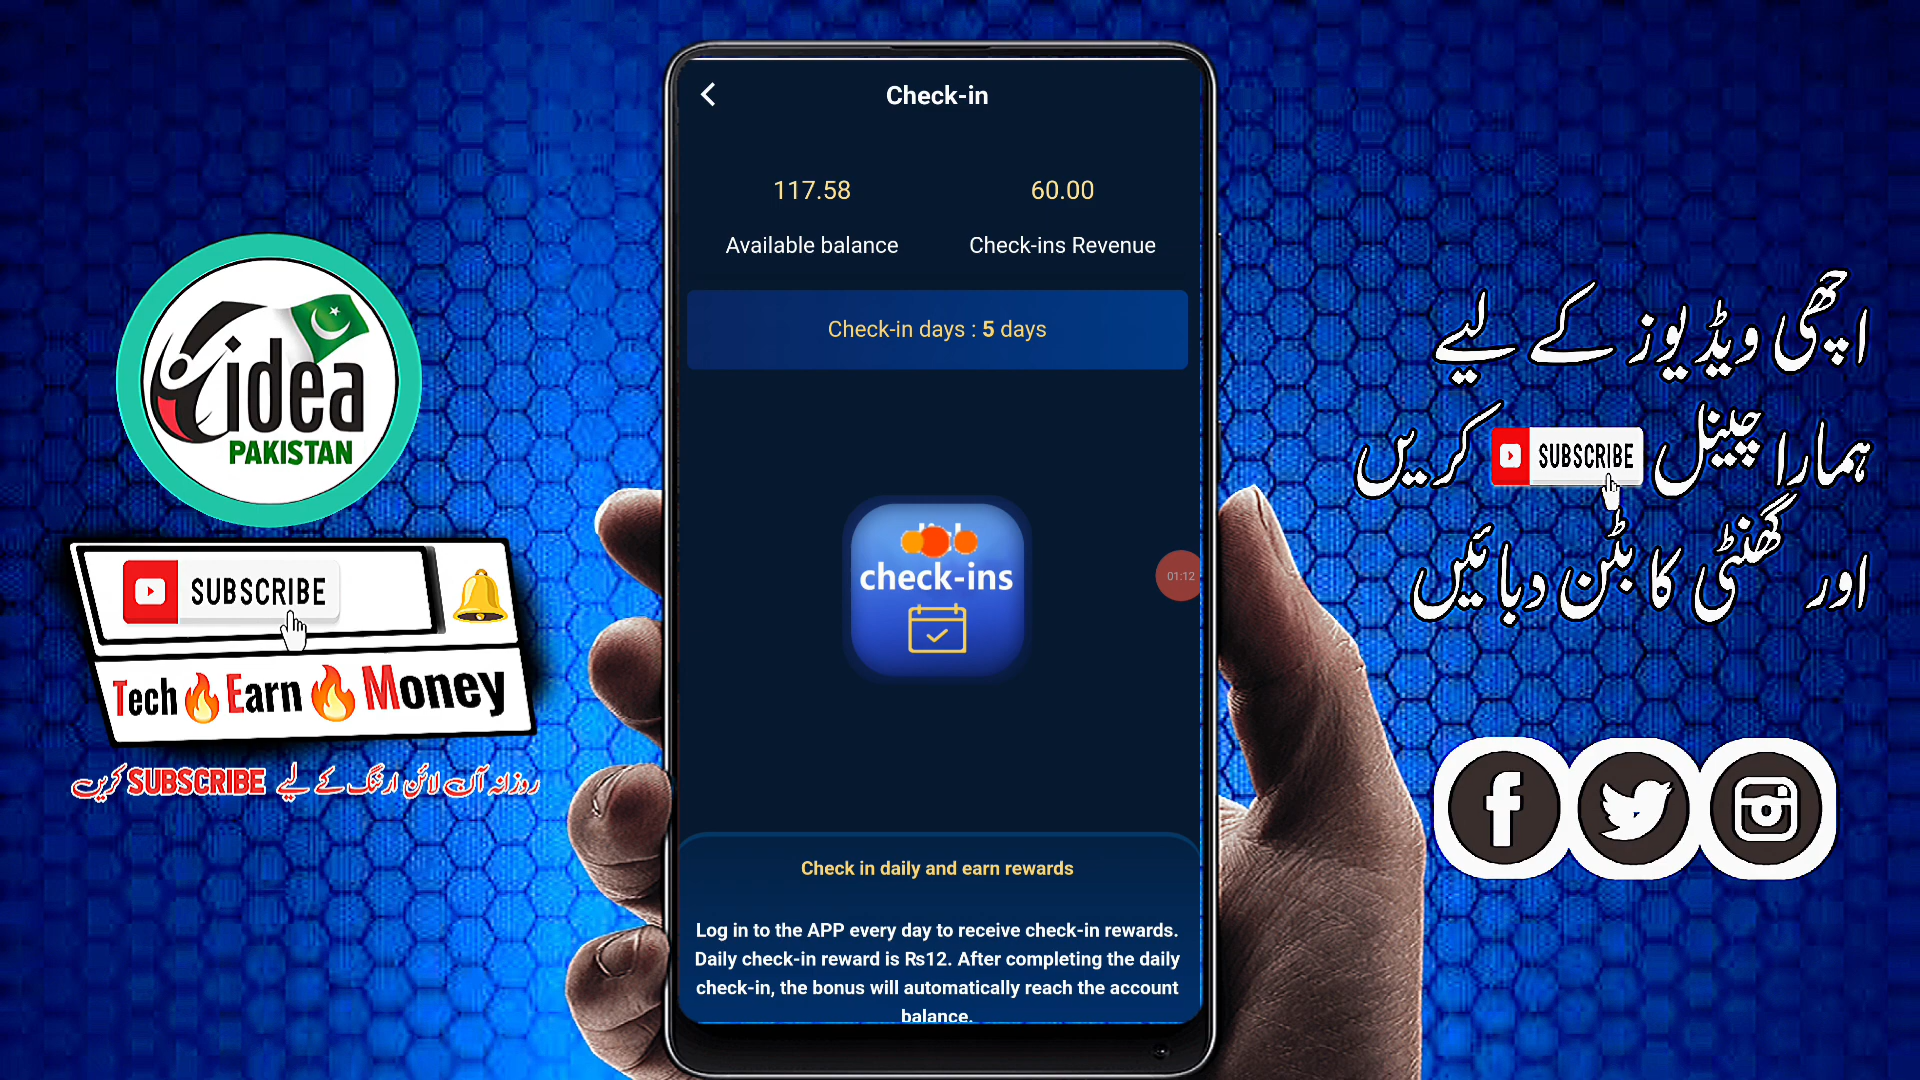 Check-in
117.58
60.00
Available balance
Check-ins Revenue
Check-in days : 5 days
check-ins
01:12
Check in daily and earn rewards
Log in to the APP every day to receive check-in rewards.
Daily check-in reward is ₨12. After completing the daily
check-in, the bonus will automatically reach the account
balance.
idea
PAKISTAN
SUBSCRIBE
Tech Earn Money
روزانہ آن لائن ارننگ کے لیے SUBSCRIBE کریں
اچھی ویڈیوز کے لیے
ہمارا چینل SUBSCRIBE کریں
اور گھنٹی کا بٹن دبائیں